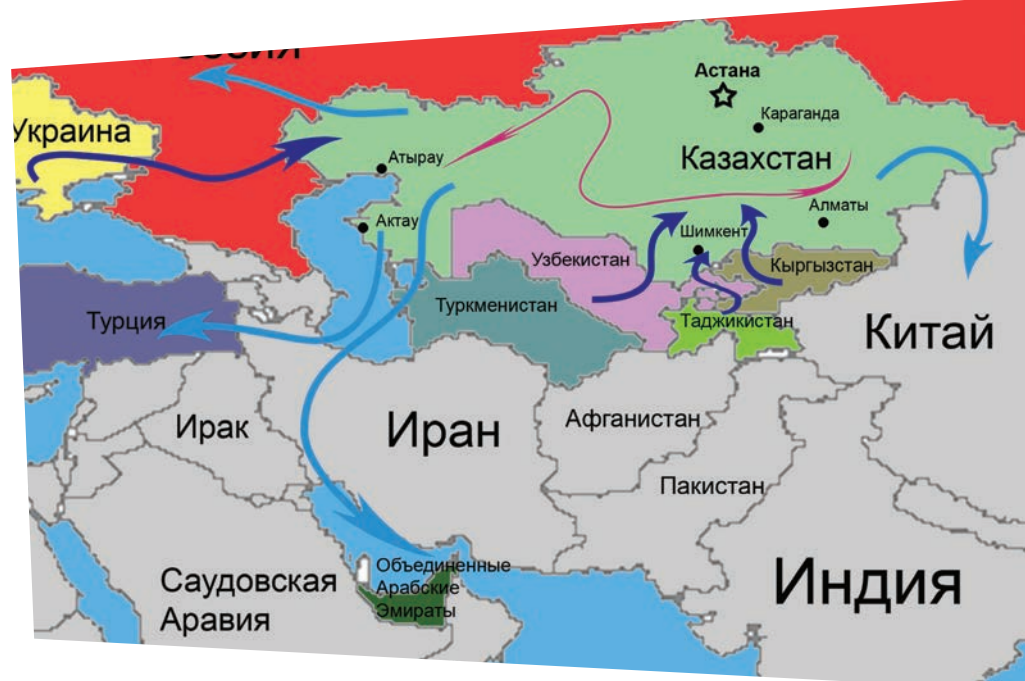 Астана
Караганда
Украина
Казахстан
Атырау
Алматы
Актау
Шимкент
Узбекистан
Кыргызстан
Туркменистан
Турция
Таджикистан
Китай
Ирак
Иран
Афганистан
Пакистан
Объединенные
Арабские
Эмираты
Саудовская
Аравия
Индия